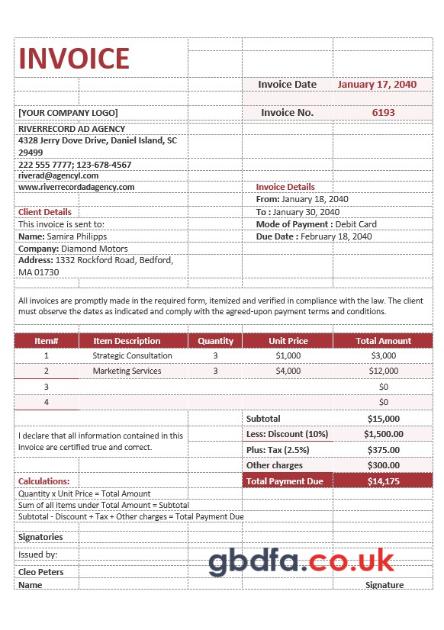 INVOICE
Invoice Date January 17, 2040
[YOUR COMPANY LOGO] Invoice No. 6193
RIVERRECORD AD AGENCY
4328 Jerry Dove Drive, Daniel Island, SC
29499
222 555 7777; 123-678-4567
riverad@agencyl.com
www.riverrecordadagency.com
Invoice Details
From: January 18, 2040
Client Details
To : January 30, 2040
This invoice is sent to:
Mode of Payment : Debit Card
Name: Samira Philipps
Due Date : February 18, 2040
Company: Diamond Motors
Address: 1332 Rockford Road, Bedford,
MA 01730
All invoices are promptly made in the required form, itemized and verified in compliance with the law. The client
must observe the dates as indicated and comply with the agreed-upon payment terms and conditions.
Item# Item Description Quantity Unit Price Total Amount
1 Strategic Consultation 3 $1,000 $3,000
2 Marketing Services 3 $4,000 $12,000
3 $0
4 $0
Subtotal $15,000
I declare that all information contained in this
Invoice are certified true and correct.
Less: Discount (10%) $1,500.00
Plus: Tax (2.5%) $375.00
Other charges $300.00
Calculations: Total Payment Due $14,175
Quantity x Unit Price = Total Amount
Sum of all items under Total Amount = Subtotal
Subtotal - Discount + Tax + Other charges = Total Payment Due
Signatories
Issued by:
gbdfa.co.uk
Cleo Peters
Name Signature